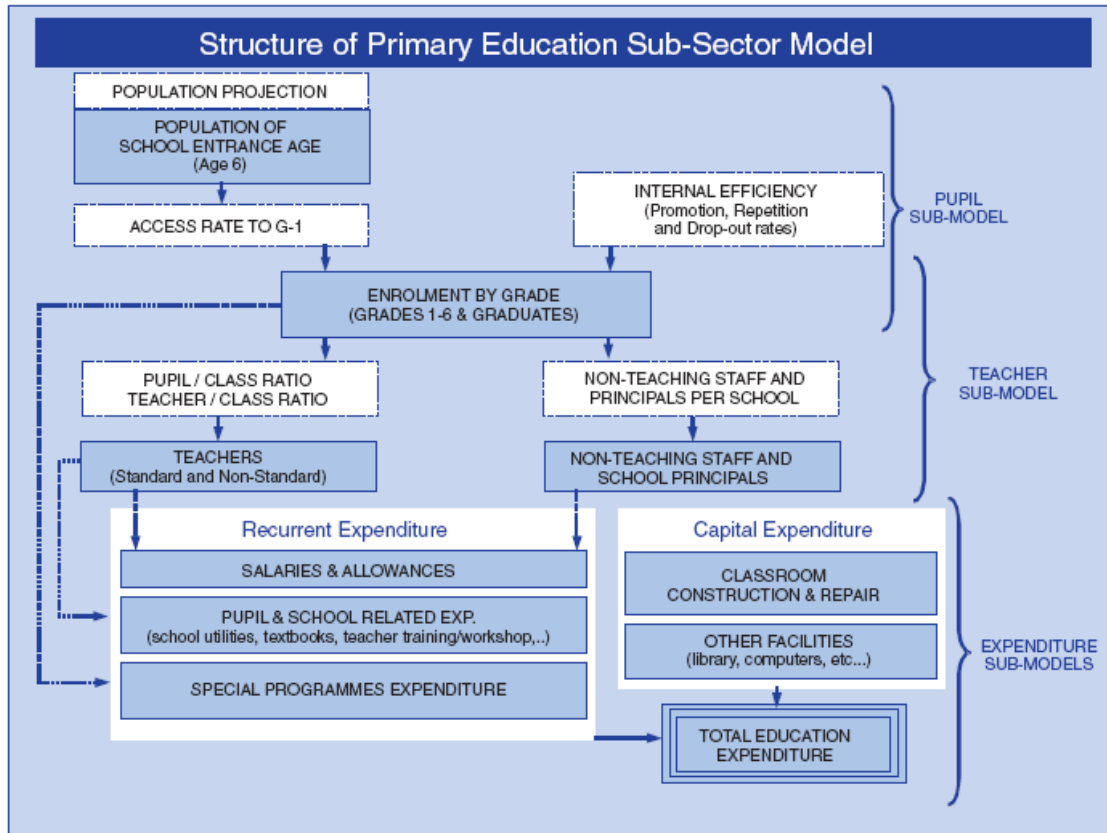 Structure of Primary Education Sub-Sector Model
POPULATION PROJECTION
POPULATION OF
SCHOOL ENTRANCE AGE
(Age 6)
ACCESS RATE TO G-1
INTERNAL EFFICIENCY
(Promotion, Repetition
and Drop-out rates)
PUPIL
SUB-MODEL
ENROLMENT BY GRADE
(GRADES 1-6 & GRADUATES)
PUPIL / CLASS RATIO
TEACHER / CLASS RATIO
NON-TEACHING STAFF AND
PRINCIPALS PER SCHOOL
TEACHER
SUB-MODEL
TEACHERS
(Standard and Non-Standard)
NON-TEACHING STAFF AND
SCHOOL PRINCIPALS
Recurrent Expenditure
SALARIES & ALLOWANCES
PUPIL & SCHOOL RELATED EXP.
(school utilities, textbooks, teacher training/workshop,..)
SPECIAL PROGRAMMES EXPENDITURE
Capital Expenditure
CLASSROOM
CONSTRUCTION & REPAIR
OTHER FACILITIES
(library, computers, etc...)
EXPENDITURE
SUB-MODELS
TOTAL EDUCATION
EXPENDITURE